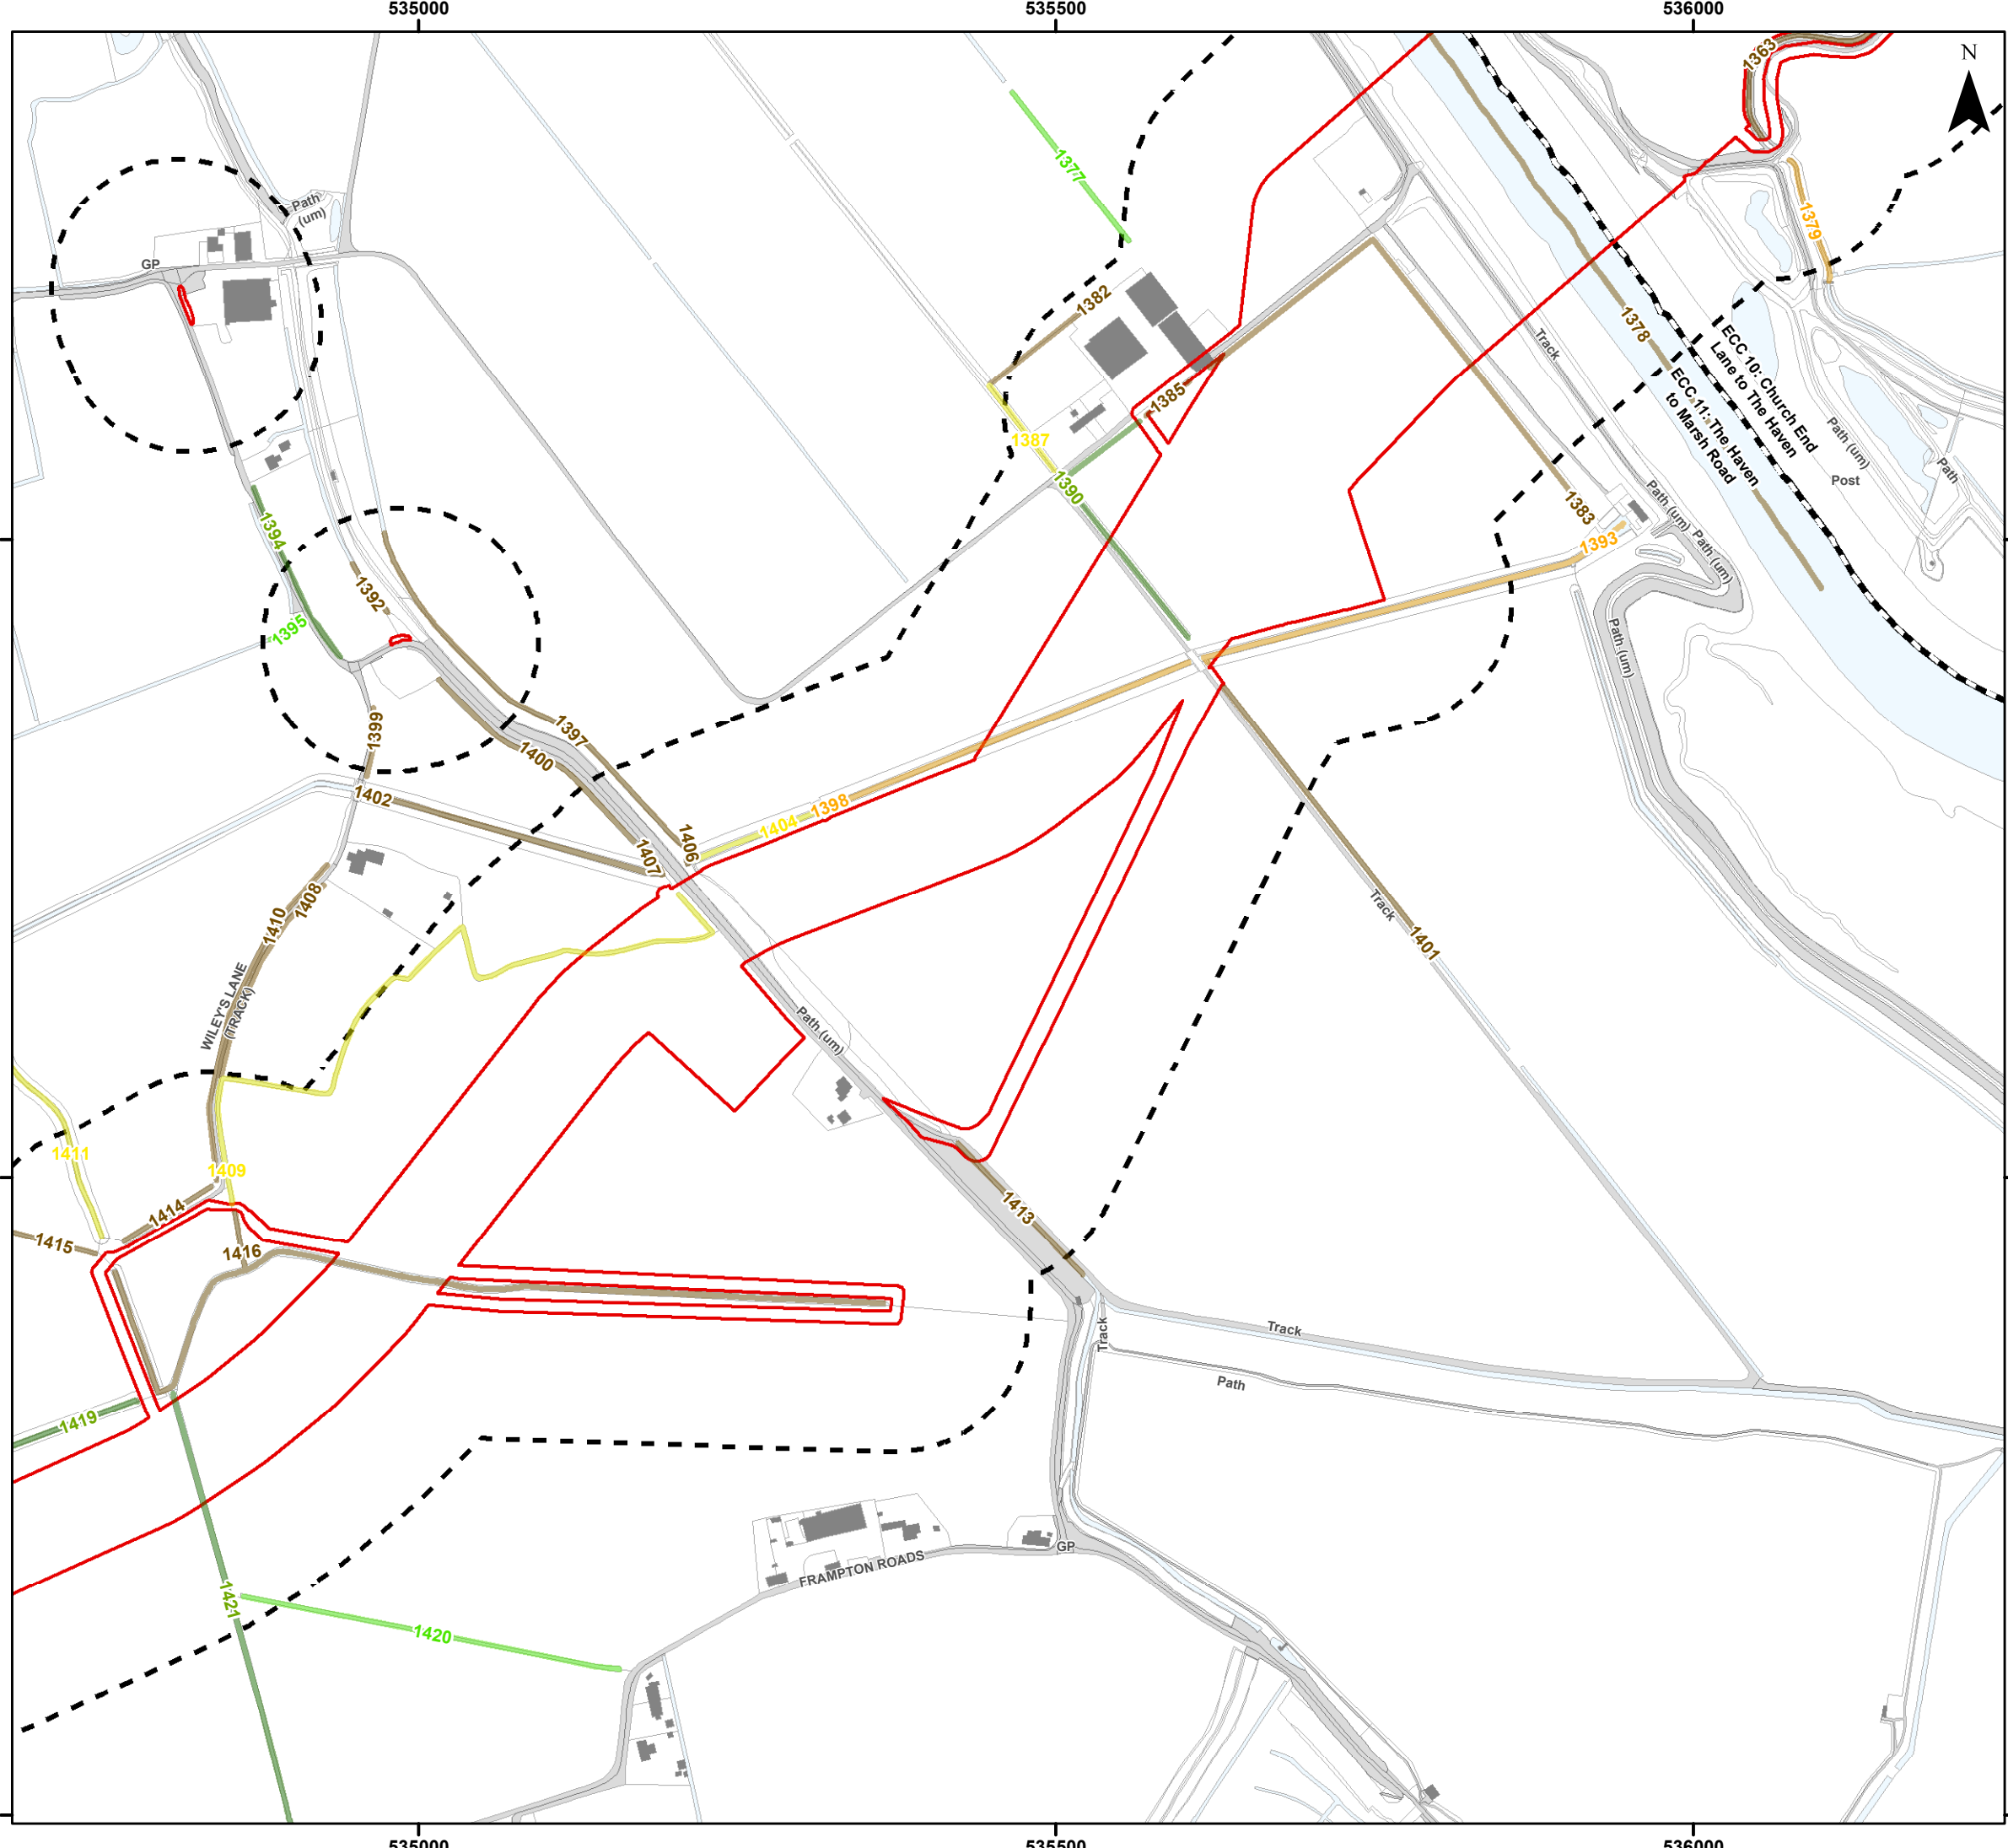 535000
535500
536000
1363
N
1377
Path
(um)
1379
GP
1382
1378
Track
ECC 10: Church End
Lane to The Haven
ECC 11: The Haven
to Marsh Road
1385
1387
Path (um)
Path
Post
1390
1383
Path (um)
1394
1393
Path (um)
1392
1395
Path (um)
1399
1397
1400
1402
1398
1404
1406
1407
1408
1410
Track
1401
WILEY'S LANE
(TRACK)
Path (um)
1411
1409
1414
1413
1415
1416
Track
Track
Path
1419
GP
FRAMPTON ROADS
1421
1420
535000
535500
536000